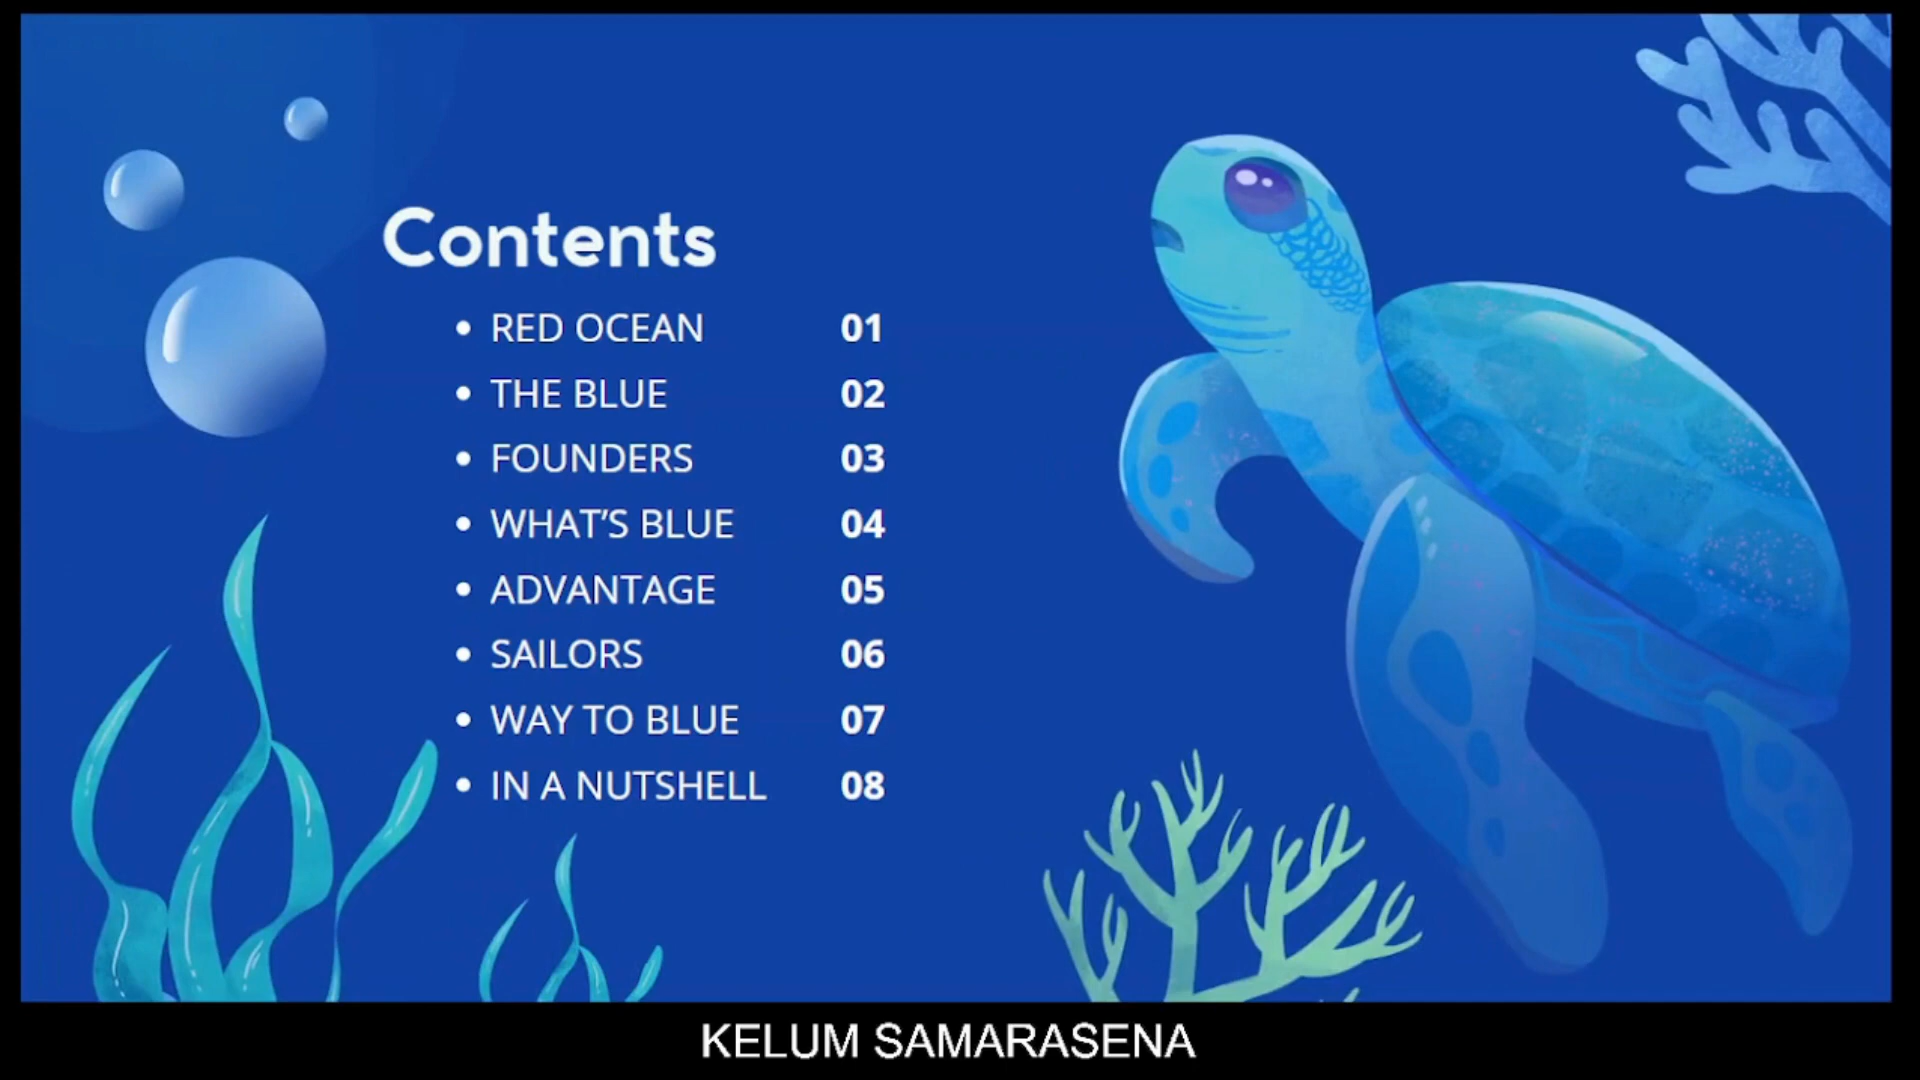 Contents
• RED OCEAN 01
• THE BLUE 02
• FOUNDERS 03
• WHAT’S BLUE 04
• ADVANTAGE 05
• SAILORS 06
• WAY TO BLUE 07
• IN A NUTSHELL 08
KELUM SAMARASENA